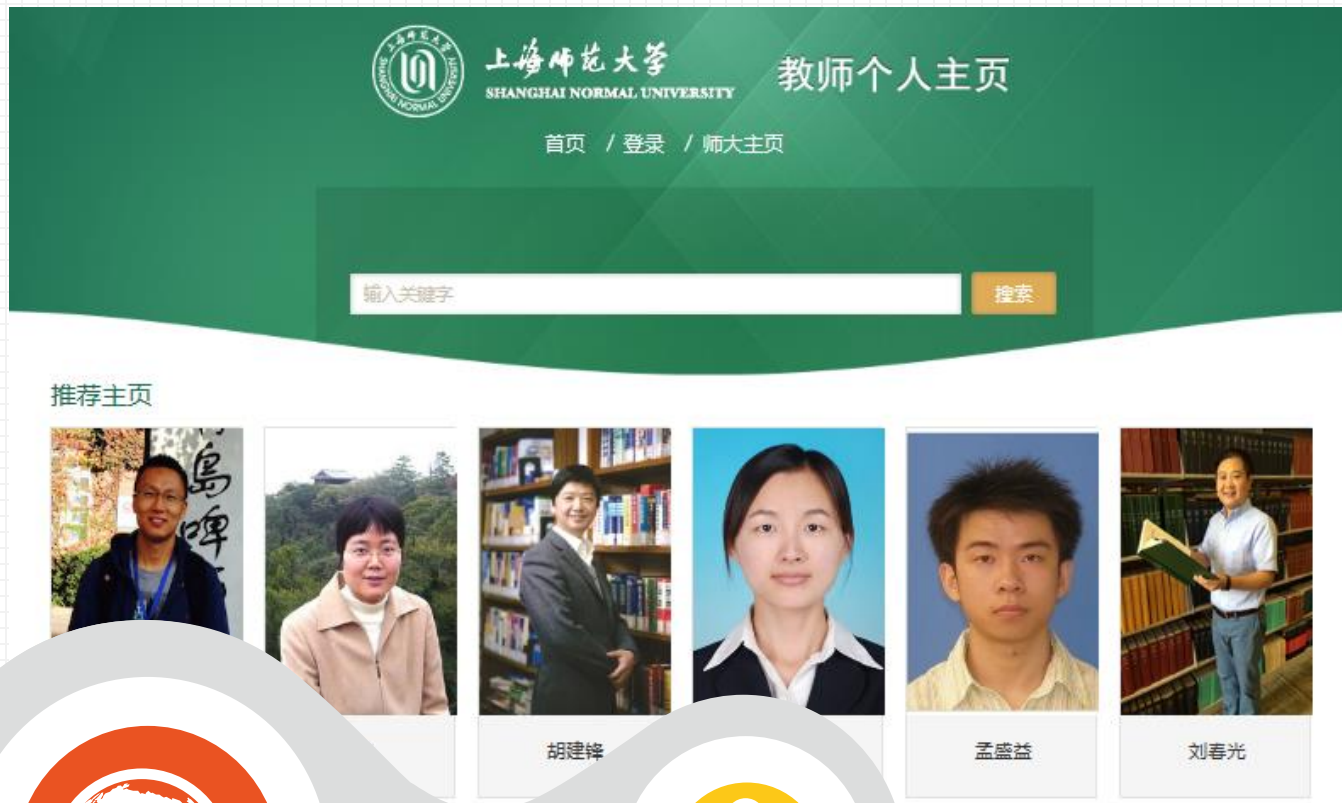 上海师范大学
SHANGHAI NORMAL UNIVERSITY
教师个人主页
首页 / 登录 / 师大主页
输入关键字
搜索
推荐主页
岛
啤
胡建锋
孟盛益
刘春光